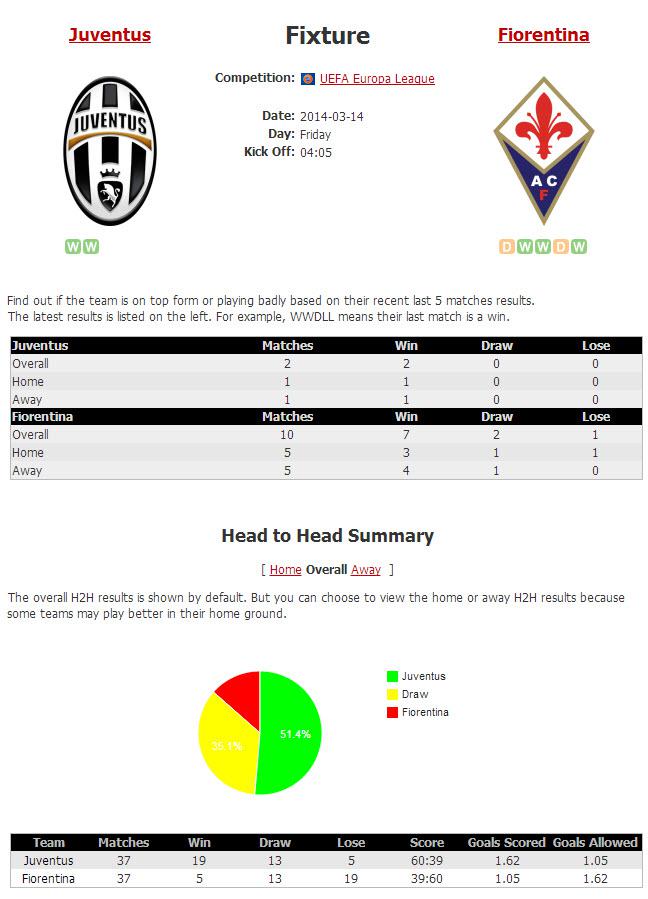 Juventus Fixture Fiorentina
Competition: UEFA Europa League
Date: 2014-03-14
Day: Friday
Kick Off: 04:05
JUVENTUS
A C
F
W W
D W W D W
Find out if the team is on top form or playing badly based on their recent last 5 matches results.
The latest results is listed on the left. For example, WWDLL means their last match is a win.
Juventus Matches Win Draw Lose
Overall 2 2 0 0
Home 1 1 0 0
Away 1 1 0 0
Fiorentina Matches Win Draw Lose
Overall 10 7 2 1
Home 5 3 1 1
Away 5 4 1 0
Head to Head Summary
[ Home Overall Away ]
The overall H2H results is shown by default. But you can choose to view the home or away H2H results because
some teams may play better in their home ground.
Juventus
Draw
Fiorentina
51.4%
35.1%
Team Matches Win Draw Lose Score Goals Scored Goals Allowed
Juventus 37 19 13 5 60:39 1.62 1.05
Fiorentina 37 5 13 19 39:60 1.05 1.62